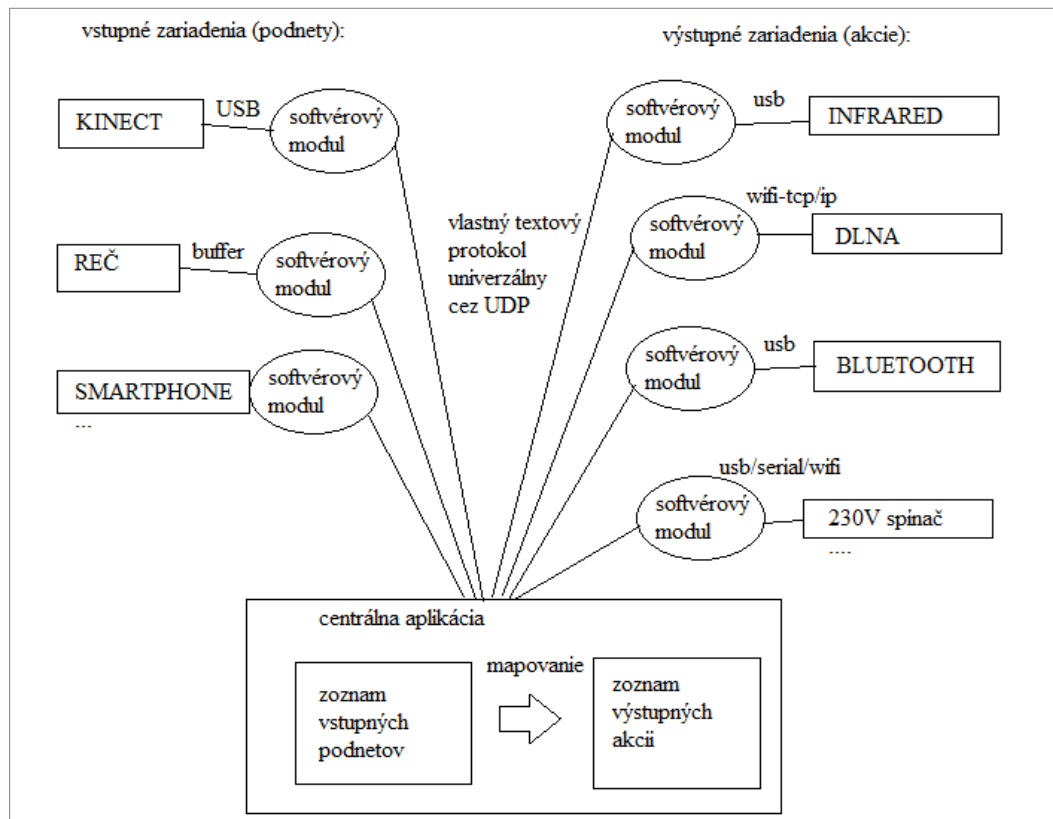 vstupné zariadenia (podnety):
KINECT
USB
softvérový
modul
REČ
buffer
softvérový
modul
SMARTPHONE
...
softvérový
modul
vlastný textový
protokol
univerzálny
cez UDP
výstupné zariadenia (akcie):
softvérový
modul
usb
INFRARED
softvérový
modul
wifi-tcp/ip
DLNA
softvérový
modul
usb
BLUETOOTH
softvérový
modul
usb/serial/wifi
230V spínač
....
centrálna aplikácia
zoznam
vstupných
podnetov
mapovanie
zoznam
výstupných
akcii